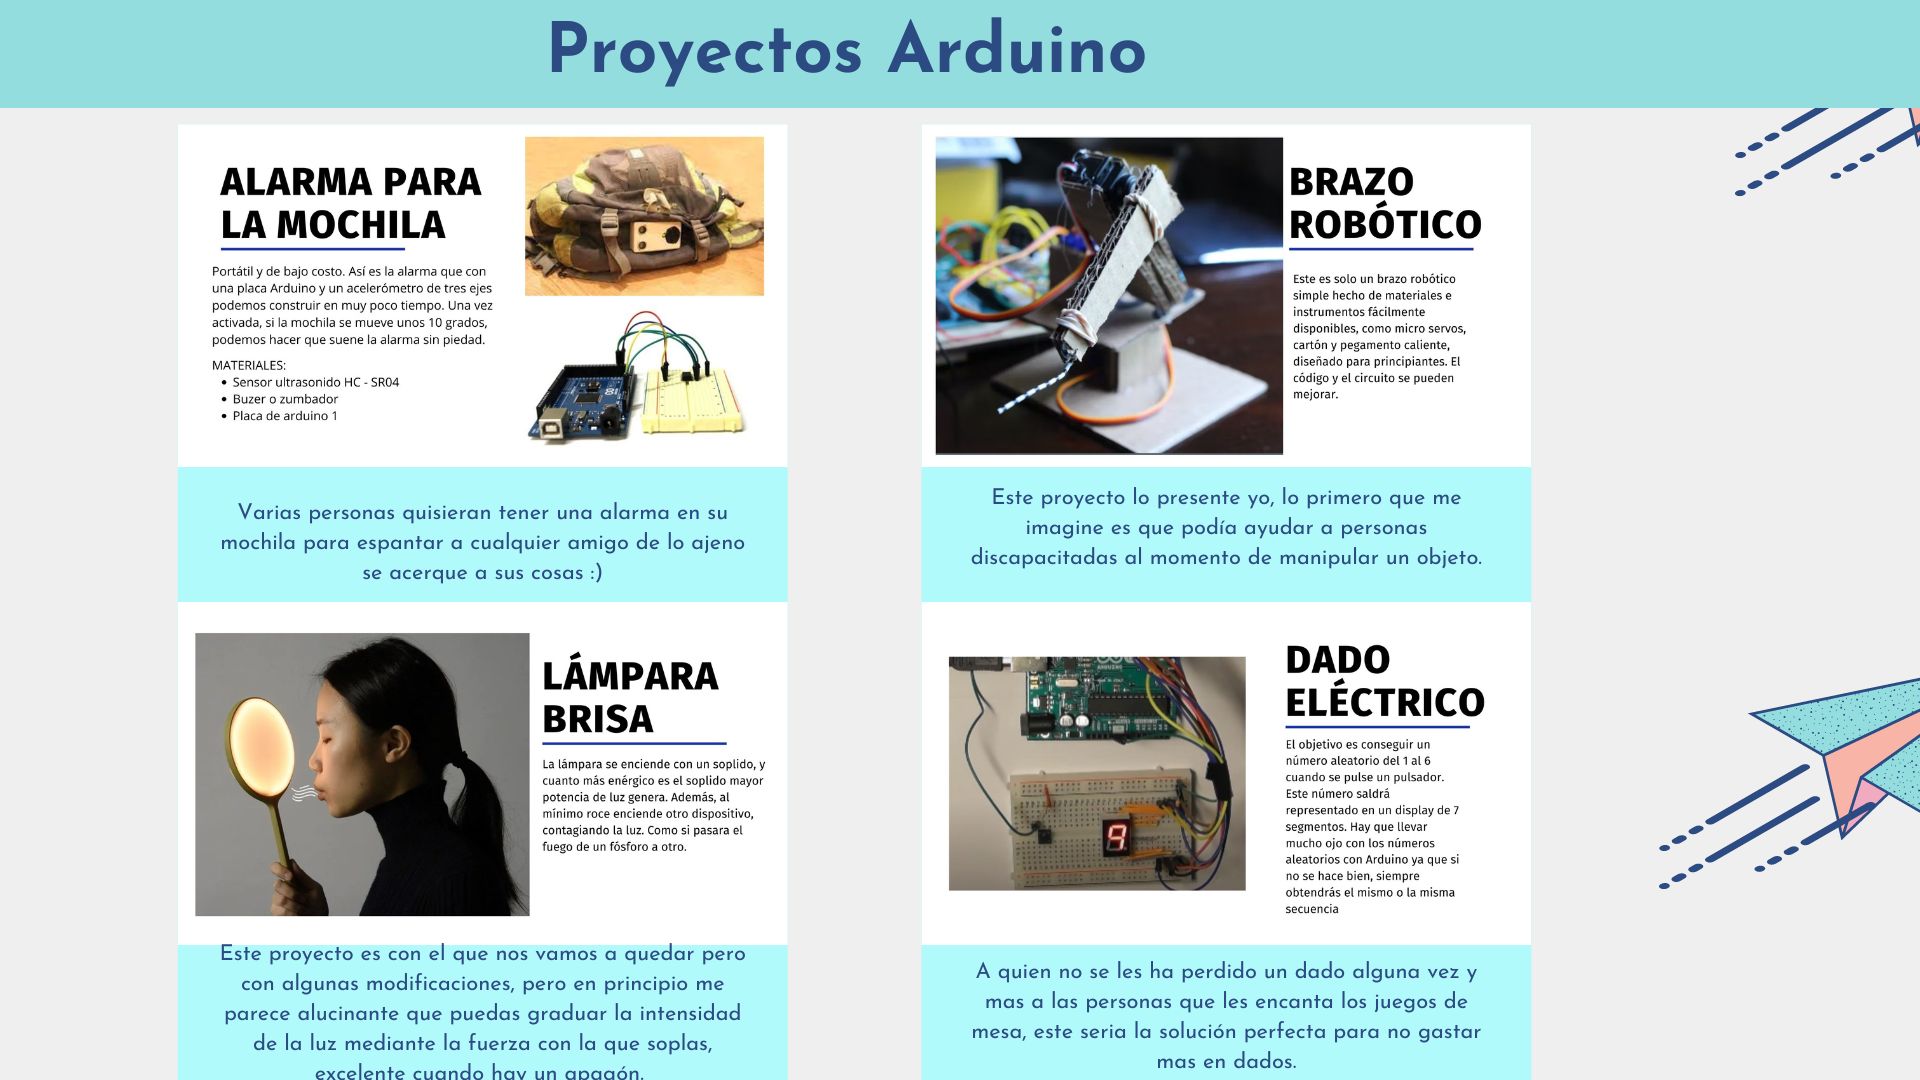 Proyectos Arduino
ALARMA PARA
LA MOCHILA
Portátil y de bajo costo. Así es la alarma que con
una placa Arduino y un acelerómetro de tres ejes
podemos construir en muy poco tiempo. Una vez
activada, si la mochila se mueve unos 10 grados,
podemos hacer que suene la alarma sin piedad.
MATERIALES:
Sensor ultrasonido HC - SR04
Buzer o zumbador
Placa de arduino 1
Varias personas quisieran tener una alarma en su
mochila para espantar a cualquier amigo de lo ajeno
se acerque a sus cosas :)
BRAZO
ROBÓTICO
Este es solo un brazo robótico
simple hecho de materiales e
instrumentos fácilmente
disponibles, como micro servos,
cartón y pegamento caliente,
diseñado para principiantes. El
código y el circuito se pueden
mejorar.
Este proyecto lo presente yo, lo primero que me
imagine es que podía ayudar a personas
discapacitadas al momento de manipular un objeto.
LÁMPARA
BRISA
La lámpara se enciende con un soplido, y
cuanto más enérgico es el soplido mayor
potencia de luz genera. Además, al
mínimo roce enciende otro dispositivo,
contagiando la luz. Como si pasara el
fuego de un fósforo a otro.
Este proyecto es con el que nos vamos a quedar pero
con algunas modificaciones, pero en principio me
parece alucinante que puedas graduar la intensidad
de la luz mediante la fuerza con la que soplas,
excelente cuando hay un apagón.
DADO
ELÉCTRICO
El objetivo es conseguir un
número aleatorio del 1 al 6
cuando se pulse un pulsador.
Este número saldrá
representado en un display de 7
segmentos. Hay que llevar
mucho ojo con los números
aleatorios con Arduino ya que si
no se hace bien, siempre
obtendrás el mismo o la misma
secuencia
9
A quien no se les ha perdido un dado alguna vez y
mas a las personas que les encanta los juegos de
mesa, este seria la solución perfecta para no gastar
mas en dados.